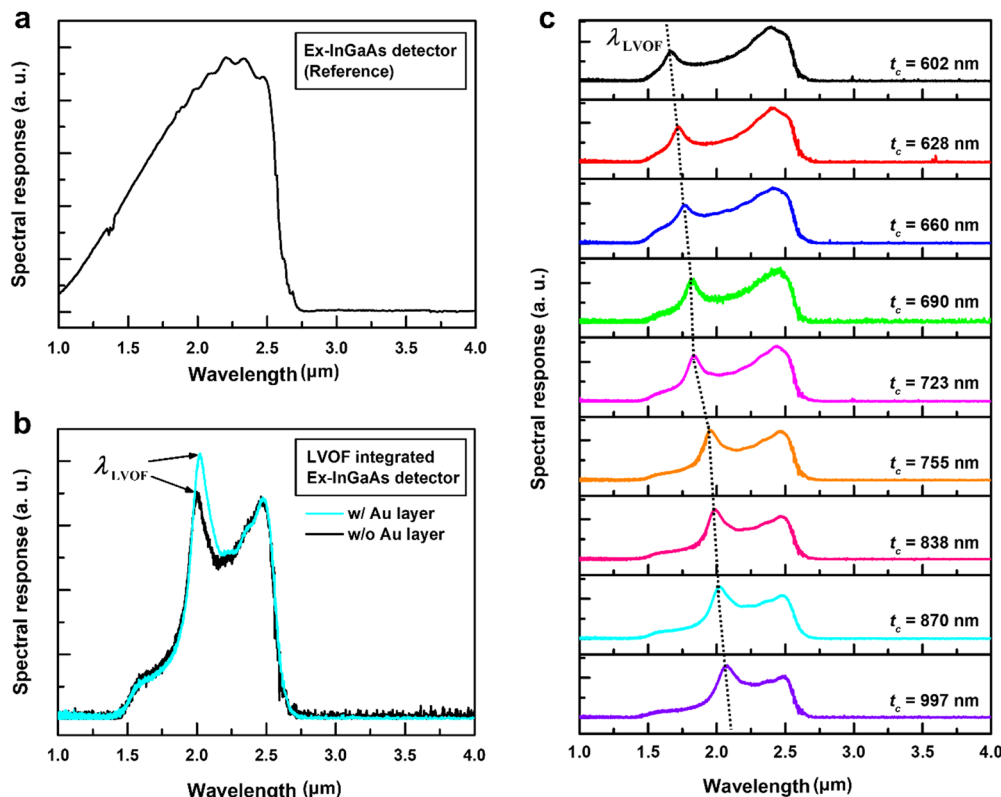 a
Spectral response (a. u.)
Ex-InGaAs detector
(Reference)
1.0 1.5 2.0 2.5 3.0 3.5 4.0
Wavelength (μm)
b
Spectral response (a. u.)
λLVOF
LVOF integrated
Ex-InGaAs detector
w/ Au layer
w/o Au layer
1.0 1.5 2.0 2.5 3.0 3.5 4.0
Wavelength (μm)
c
Spectral response (a. u.)
λLVOF
tc = 602 nm
tc = 628 nm
tc = 660 nm
tc = 690 nm
tc = 723 nm
tc = 755 nm
tc = 838 nm
tc = 870 nm
tc = 997 nm
1.0 1.5 2.0 2.5 3.0 3.5 4.0
Wavelength (μm)